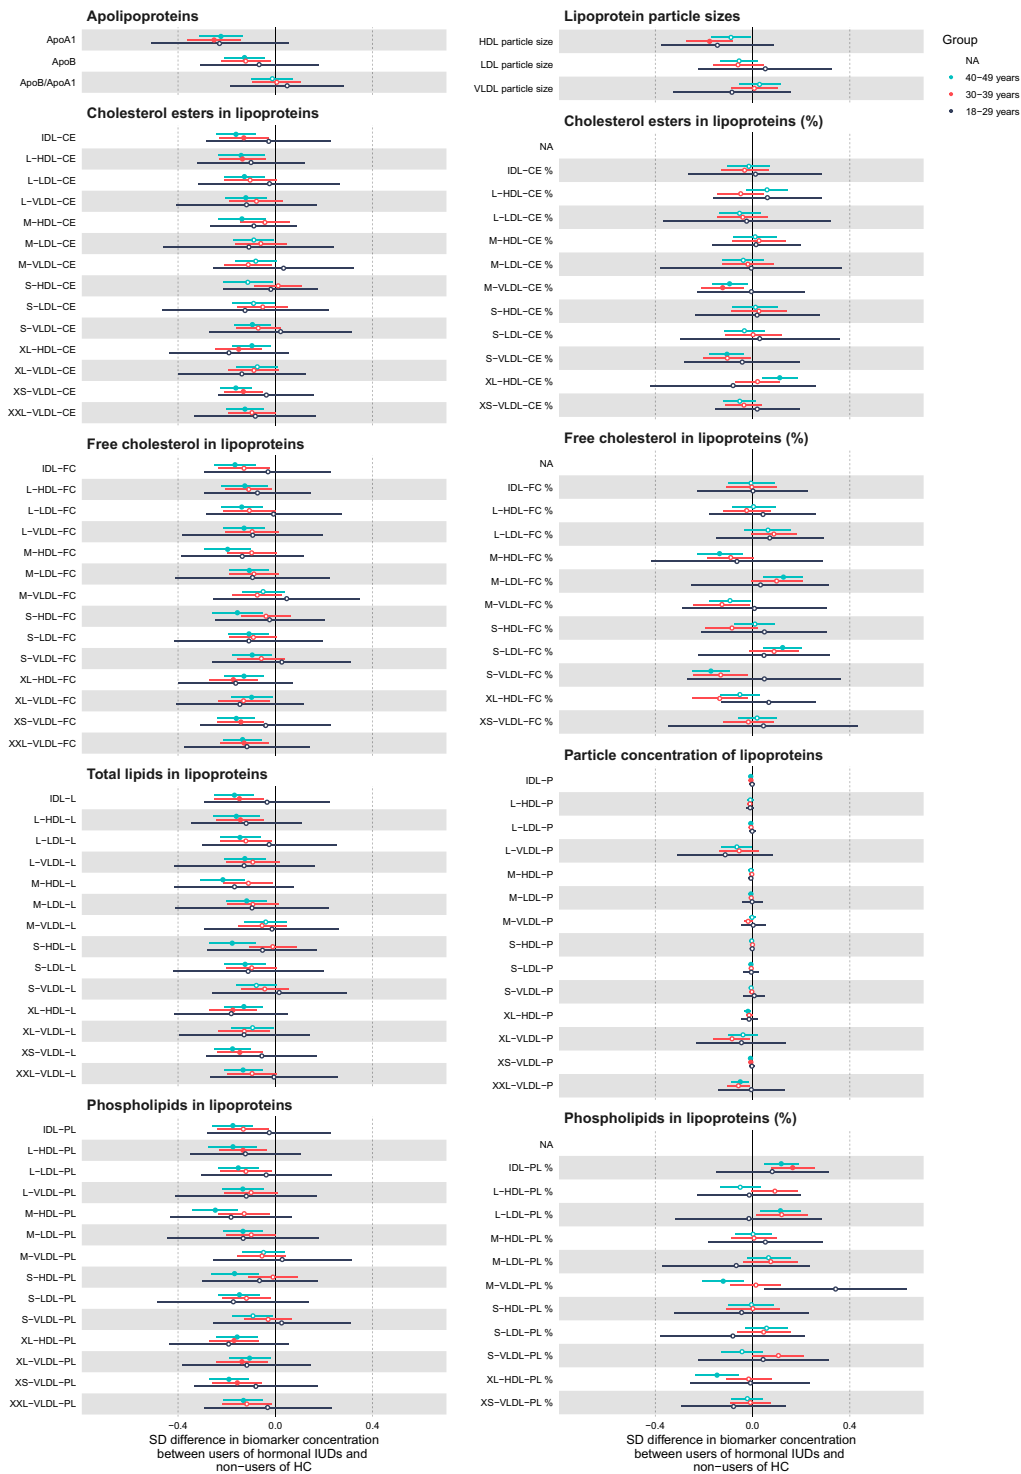 Apolipoproteins
ApoA1
ApoB
ApoB/ApoA1
Cholesterol esters in lipoproteins
IDL−CE
L−HDL−CE
L−LDL−CE
L−VLDL−CE
M−HDL−CE
M−LDL−CE
M−VLDL−CE
S−HDL−CE
S−LDL−CE
S−VLDL−CE
XL−HDL−CE
XL−VLDL−CE
XS−VLDL−CE
XXL−VLDL−CE
Free cholesterol in lipoproteins
IDL−FC
L−HDL−FC
L−LDL−FC
L−VLDL−FC
M−HDL−FC
M−LDL−FC
M−VLDL−FC
S−HDL−FC
S−LDL−FC
S−VLDL−FC
XL−HDL−FC
XL−VLDL−FC
XS−VLDL−FC
XXL−VLDL−FC
Total lipids in lipoproteins
IDL−L
L−HDL−L
L−LDL−L
L−VLDL−L
M−HDL−L
M−LDL−L
M−VLDL−L
S−HDL−L
S−LDL−L
S−VLDL−L
XL−HDL−L
XL−VLDL−L
XS−VLDL−L
XXL−VLDL−L
Phospholipids in lipoproteins
IDL−PL
L−HDL−PL
L−LDL−PL
L−VLDL−PL
M−HDL−PL
M−LDL−PL
M−VLDL−PL
S−HDL−PL
S−LDL−PL
S−VLDL−PL
XL−HDL−PL
XL−VLDL−PL
XS−VLDL−PL
XXL−VLDL−PL
−0.4 0.0 0.4
SD difference in biomarker concentration
between users of hormonal IUDs and
non−users of HC
Lipoprotein particle sizes
HDL particle size
LDL particle size
VLDL particle size
Cholesterol esters in lipoproteins (%)
NA
IDL−CE %
L−HDL−CE %
L−LDL−CE %
M−HDL−CE %
M−LDL−CE %
M−VLDL−CE %
S−HDL−CE %
S−LDL−CE %
S−VLDL−CE %
XL−HDL−CE %
XS−VLDL−CE %
Free cholesterol in lipoproteins (%)
NA
IDL−FC %
L−HDL−FC %
L−LDL−FC %
M−HDL−FC %
M−LDL−FC %
M−VLDL−FC %
S−HDL−FC %
S−LDL−FC %
S−VLDL−FC %
XL−HDL−FC %
XS−VLDL−FC %
Particle concentration of lipoproteins
IDL−P
L−HDL−P
L−LDL−P
L−VLDL−P
M−HDL−P
M−LDL−P
M−VLDL−P
S−HDL−P
S−LDL−P
S−VLDL−P
XL−HDL−P
XL−VLDL−P
XS−VLDL−P
XXL−VLDL−P
Phospholipids in lipoproteins (%)
NA
IDL−PL %
L−HDL−PL %
L−LDL−PL %
M−HDL−PL %
M−LDL−PL %
M−VLDL−PL %
S−HDL−PL %
S−LDL−PL %
S−VLDL−PL %
XL−HDL−PL %
XS−VLDL−PL %
−0.4 0.0 0.4
SD difference in biomarker concentration
between users of hormonal IUDs and
non−users of HC
Group
NA
40−49 years
30−39 years
18−29 years